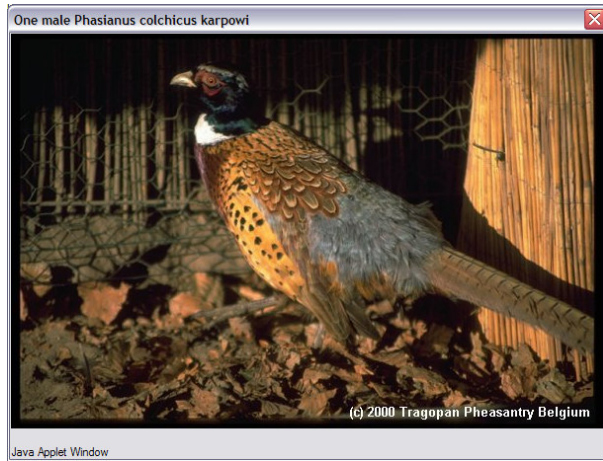 One male Phasianus colchicus karpowi
(c) 2000 Tragopan Pheasantry Belgium
Java Applet Window